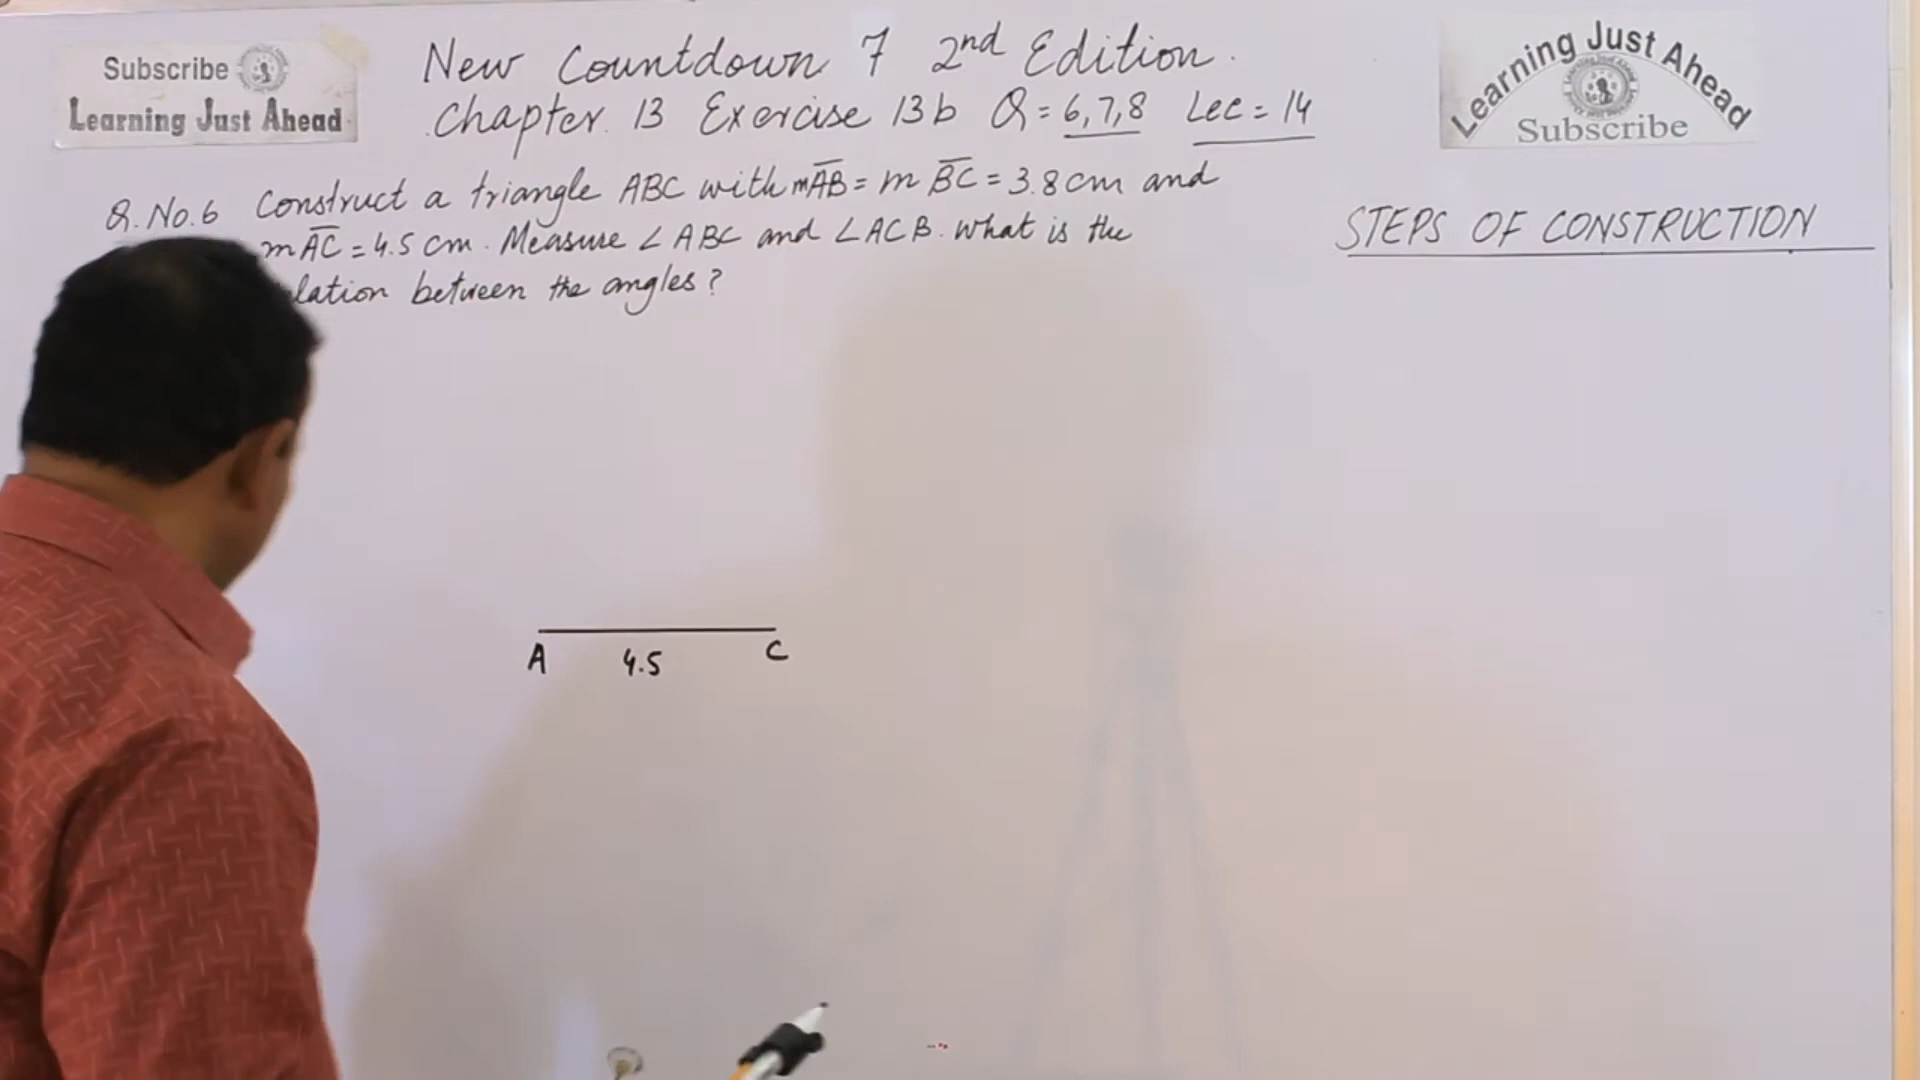 Subscribe
Learning Just Ahead
New Countdown 7 2nd Edition.
Chapter 13 Exercise 13b Q = 6,7,8 Lec = 14
Learning Just Ahead
Subscribe
Q. No. 6 Construct a triangle ABC with mAB = mBC = 3.8 cm and
mAC = 4.5 cm. Measure ∠ABC and ∠ACB. What is the
between the angles?
STEPS OF CONSTRUCTION
A 4.5 C